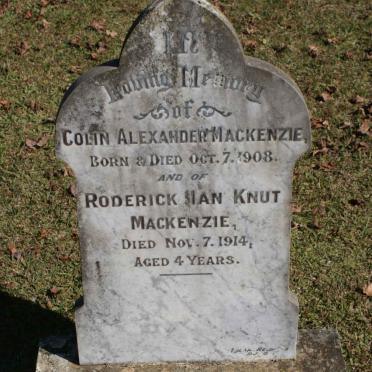 In
Loving Memory
of
Colin Alexander Mackenzie,
Born & Died Oct. 7. 1908.
and of
Roderick Ian Knut
Mackenzie,
Died Nov. 7. 1914,
Aged 4 Years.